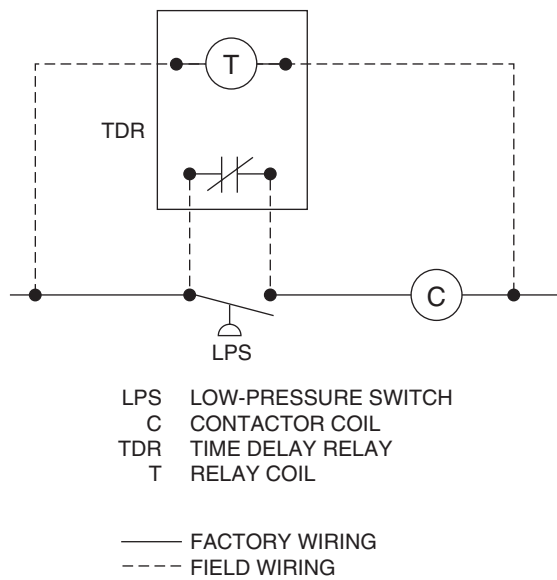 T
TDR
C
LPS
LPS LOW-PRESSURE SWITCH
C CONTACTOR COIL
TDR TIME DELAY RELAY
T RELAY COIL
FACTORY WIRING
FIELD WIRING